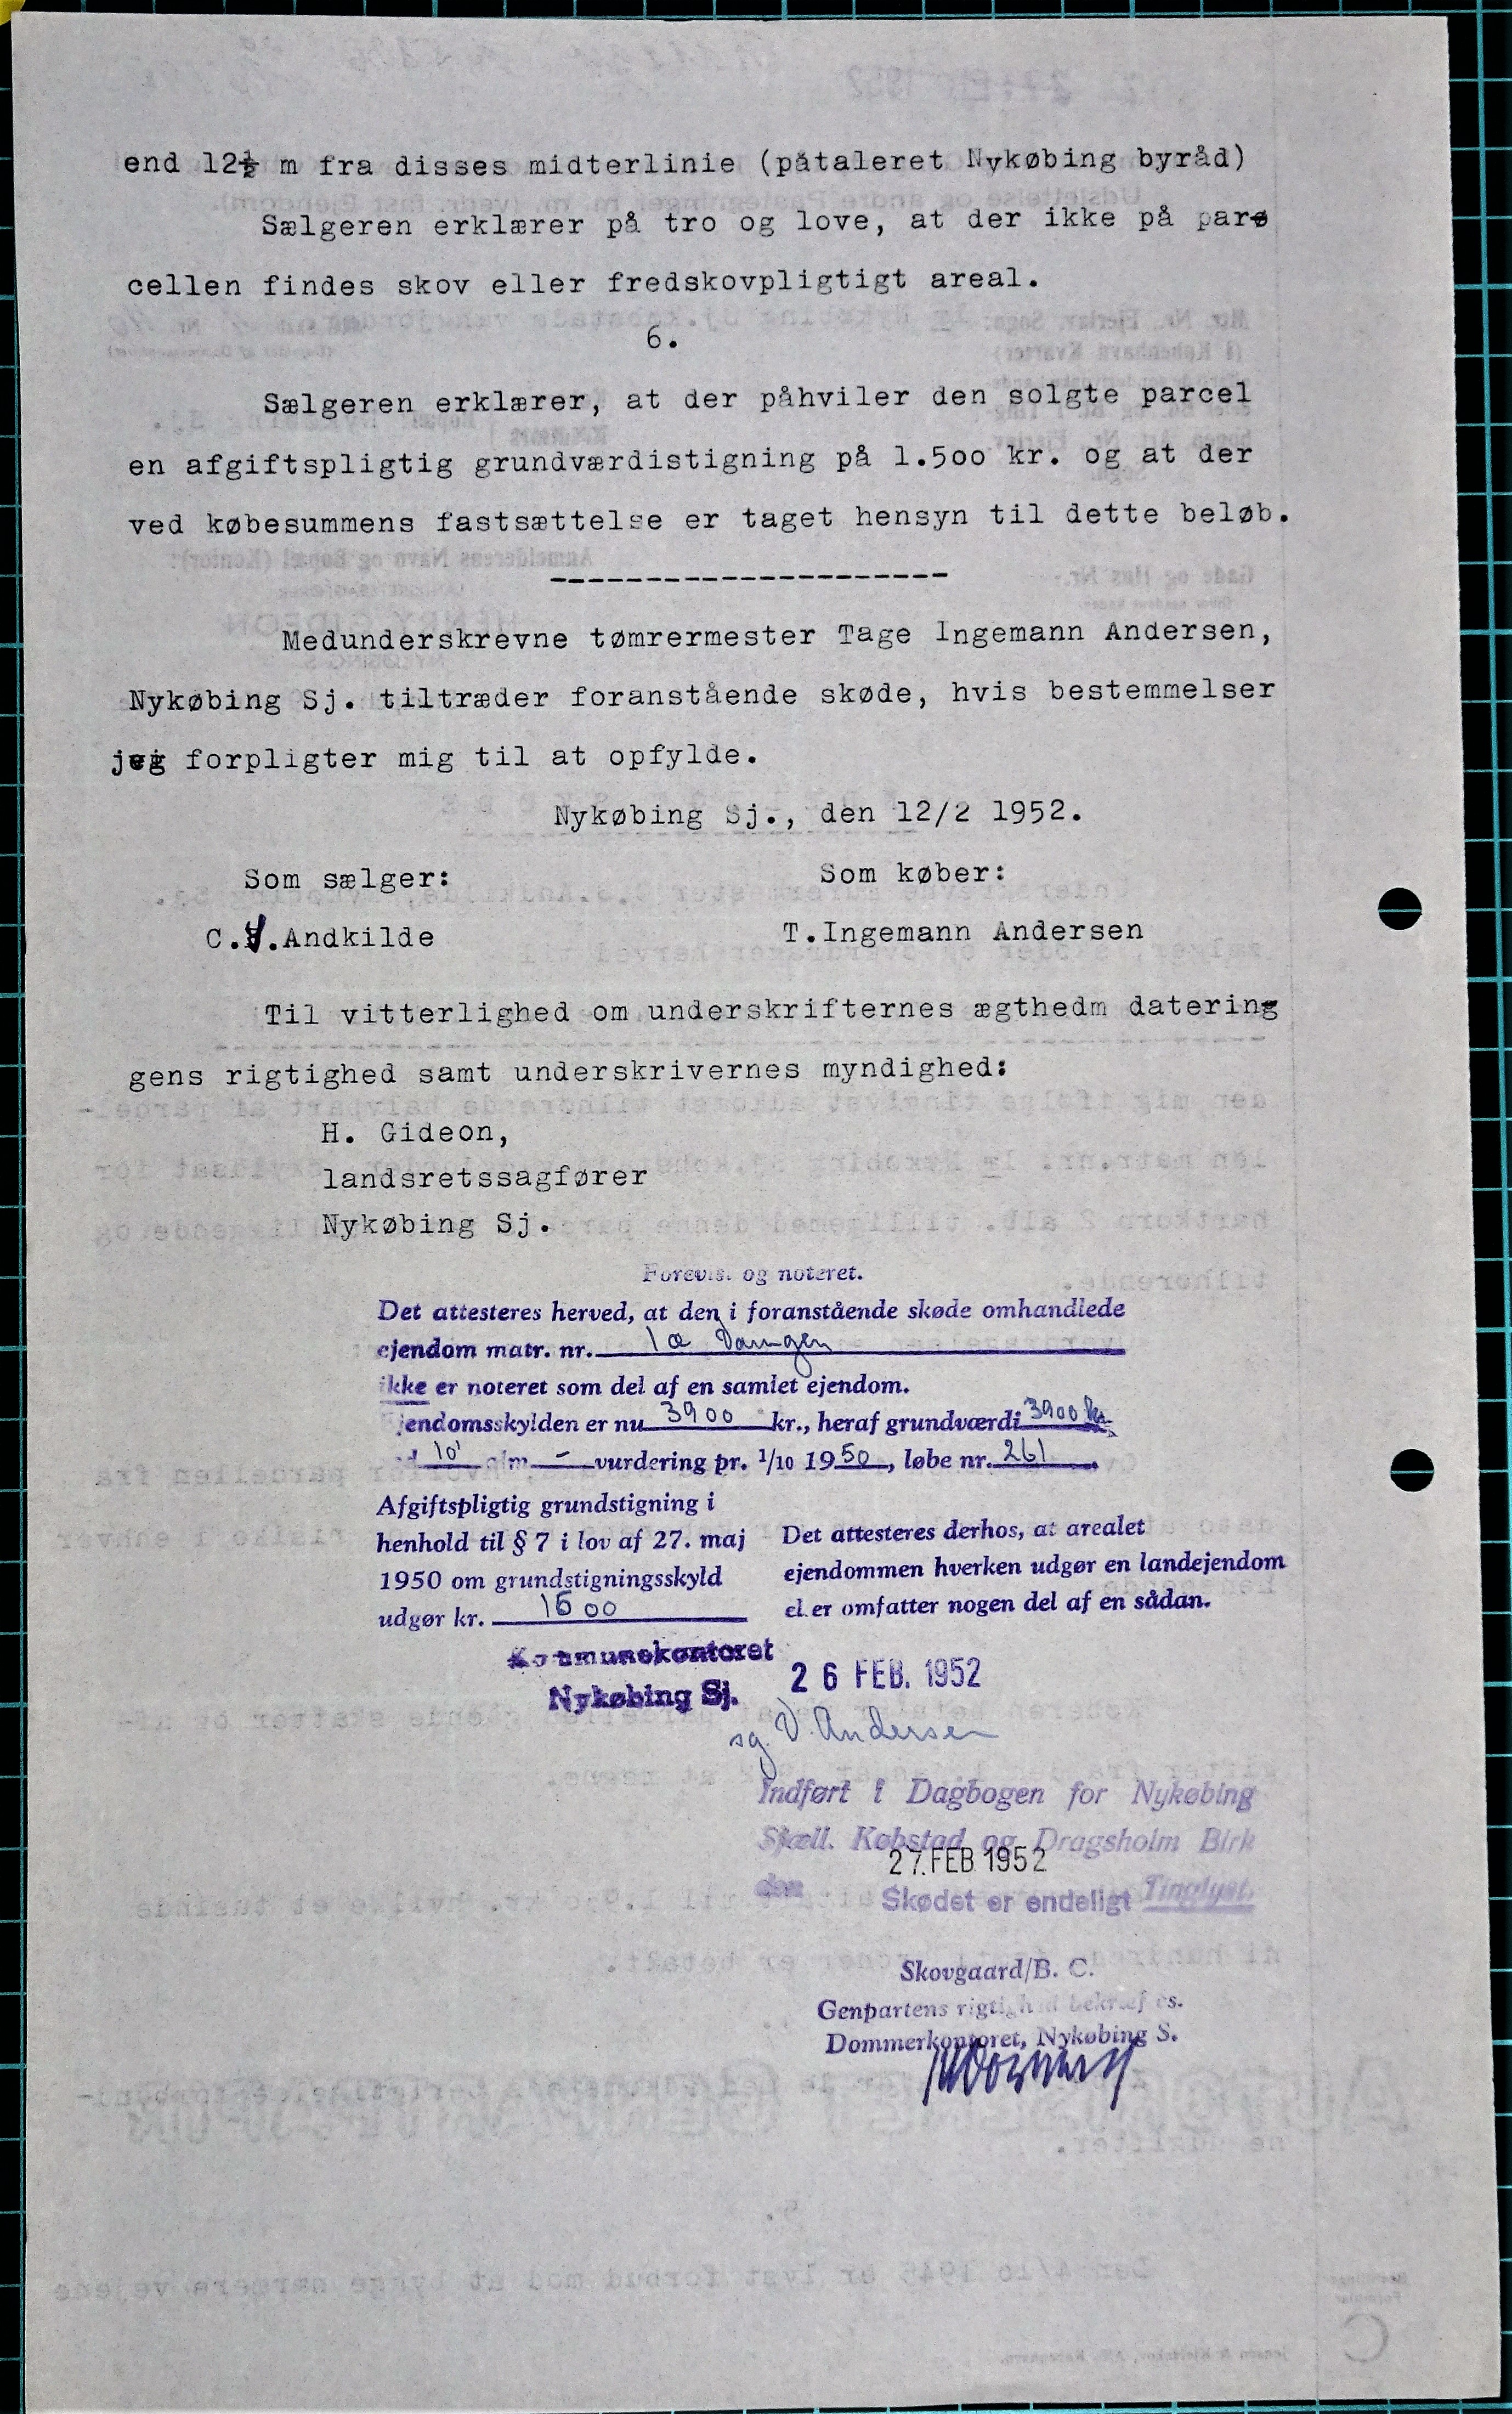 end 12½ m fra disses midterlinie (påtaleret Nykøbing byråd)
Sælgeren erklærer på tro og love, at der ikke på par
cellen findes skov eller fredskovpligtigt areal.
6.
Sælgeren erklærer, at der påhviler den solgte parcel
en afgiftspligtig grundværdistigning på 1.500 kr. og at der
ved købesummens fastsættelse er taget hensyn til dette beløb.
---------------------
Medunderskrevne tømrermester Tage Ingemann Andersen,
Nykøbing Sj. tiltræder foranstående skøde, hvis bestemmelser
jeg forpligter mig til at opfylde.
Nykøbing Sj., den 12/2 1952.
Som sælger: Som køber:
C. .Andkilde T.Ingemann Andersen
Til vitterlighed om underskrifternes ægthedm datering
gens rigtighed samt underskrivernes myndighed:
H. Gideon,
landsretssagfører
Nykøbing Sj.
Forevis. og noteret.
Det attesteres herved, at den i foranstående skøde omhandlede
ejendom matr. nr. 1æ Vangen
ikke er noteret som del af en samlet ejendom.
Ejendomsskylden er nu 3900 kr., heraf grundværdi 3900 kr.
10' alm - vurdering pr. 1/10 1950, løbe nr. 261.
Afgiftspligtig grundstigning i
henhold til § 7 i lov af 27. maj
1950 om grundstigningsskyld
udgør kr. 1500
Det attesteres derhos, at arealet
ejendommen hverken udgør en landejendom
eller omfatter nogen del af en sådan.
Kommunekontoret
Nykøbing Sj.
26 FEB. 1952
sg. V. Andersen
Indført i Dagbogen for Nykøbing
Sjæll. Købstad og Dragsholm Birk
den 27. FEB 1952
Skødet er endeligt Tinglyst.
Skovgaard/B. C.
Genpartens rigtighed bekræftes.
Dommerkontoret, Nykøbing S.